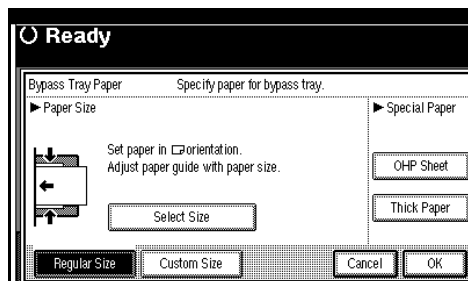 Ready
Bypass Tray Paper Specify paper for bypass tray.
► Paper Size
► Special Paper
Set paper in orientation.
Adjust paper guide with paper size.
OHP Sheet
Select Size
Thick Paper
Regular Size Custom Size Cancel OK